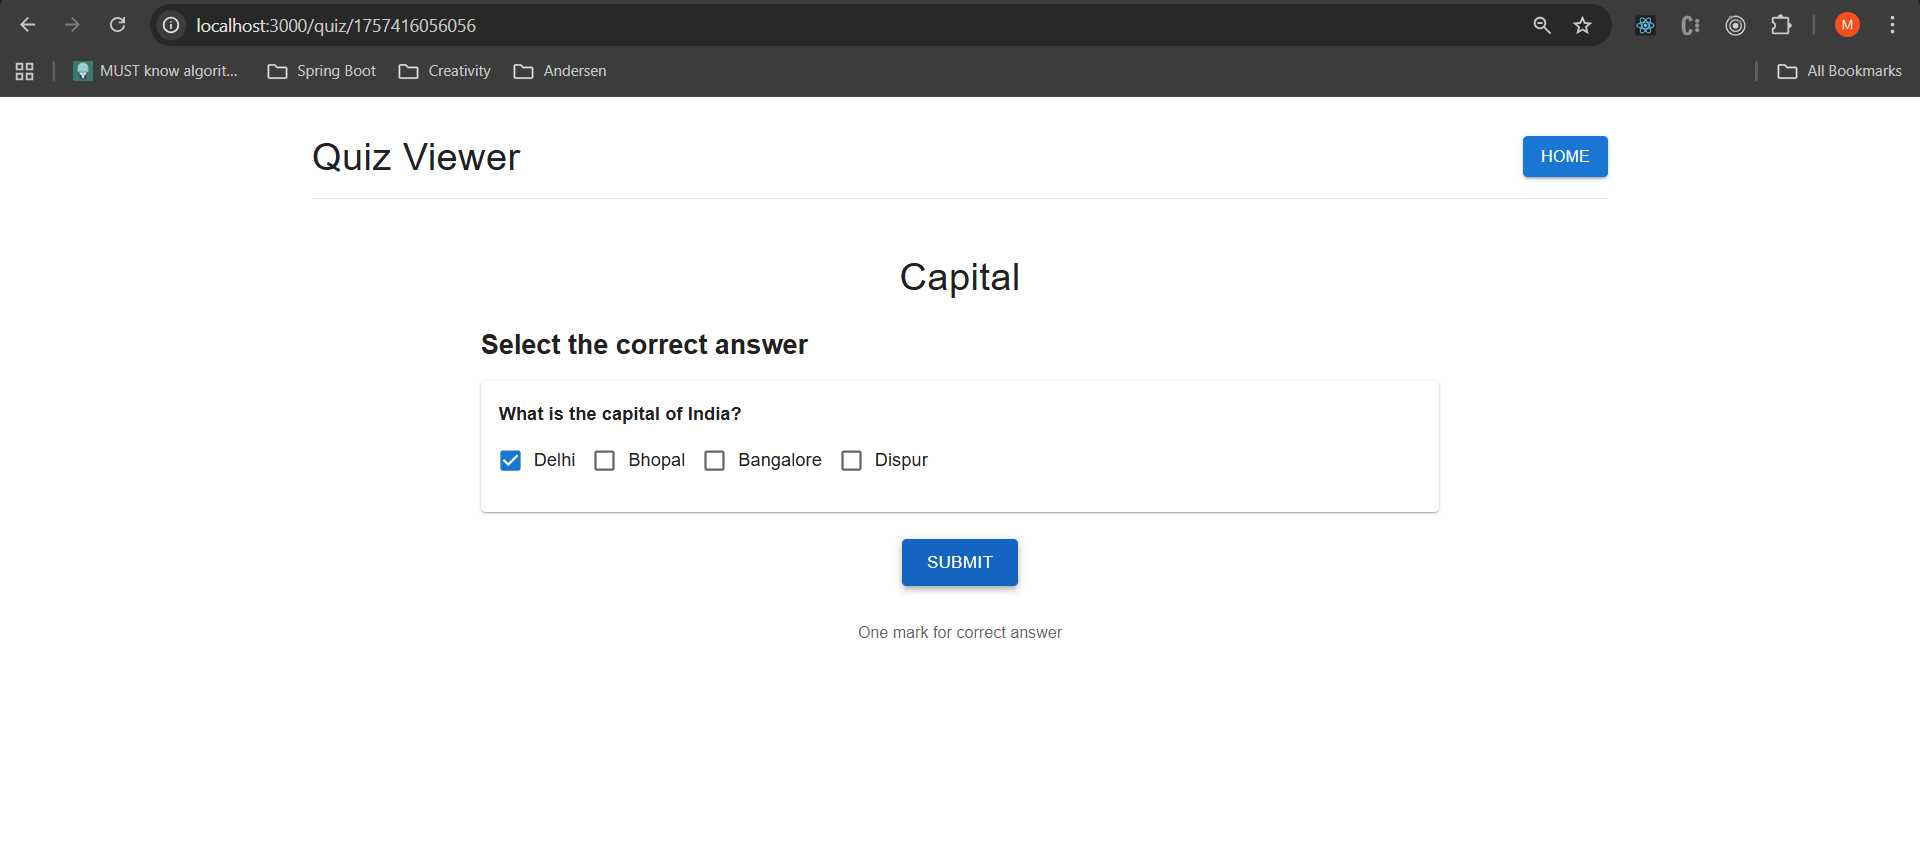 localhost:3000/quiz/1757416056056
M
MUST know algorit... Spring Boot Creativity Andersen All Bookmarks
Quiz Viewer HOME
Capital
Select the correct answer
What is the capital of India?
Delhi Bhopal Bangalore Dispur
SUBMIT
One mark for correct answer